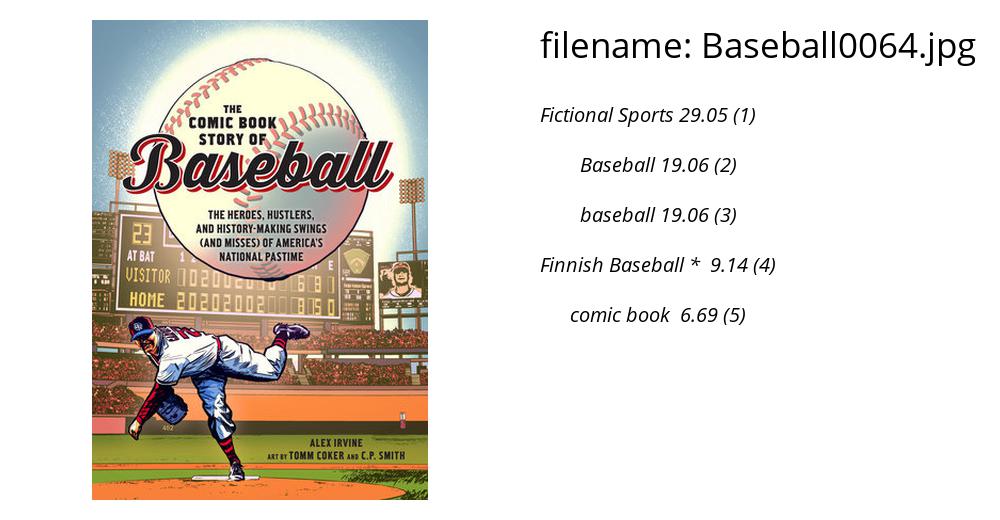 THE
COMIC BOOK
STORY OF
Baseball
THE HEROES, HUSTLERS,
AND HISTORY-MAKING SWINGS
(AND MISSES) OF AMERICA'S
NATIONAL PASTIME
23
AT BAT
VISITOR
HOME
402
ALEX IRVINE
ART BY TOMM COKER AND C.P. SMITH
filename: Baseball0064.jpg
Fictional Sports 29.05 (1)
Baseball 19.06 (2)
baseball 19.06 (3)
Finnish Baseball * 9.14 (4)
comic book 6.69 (5)